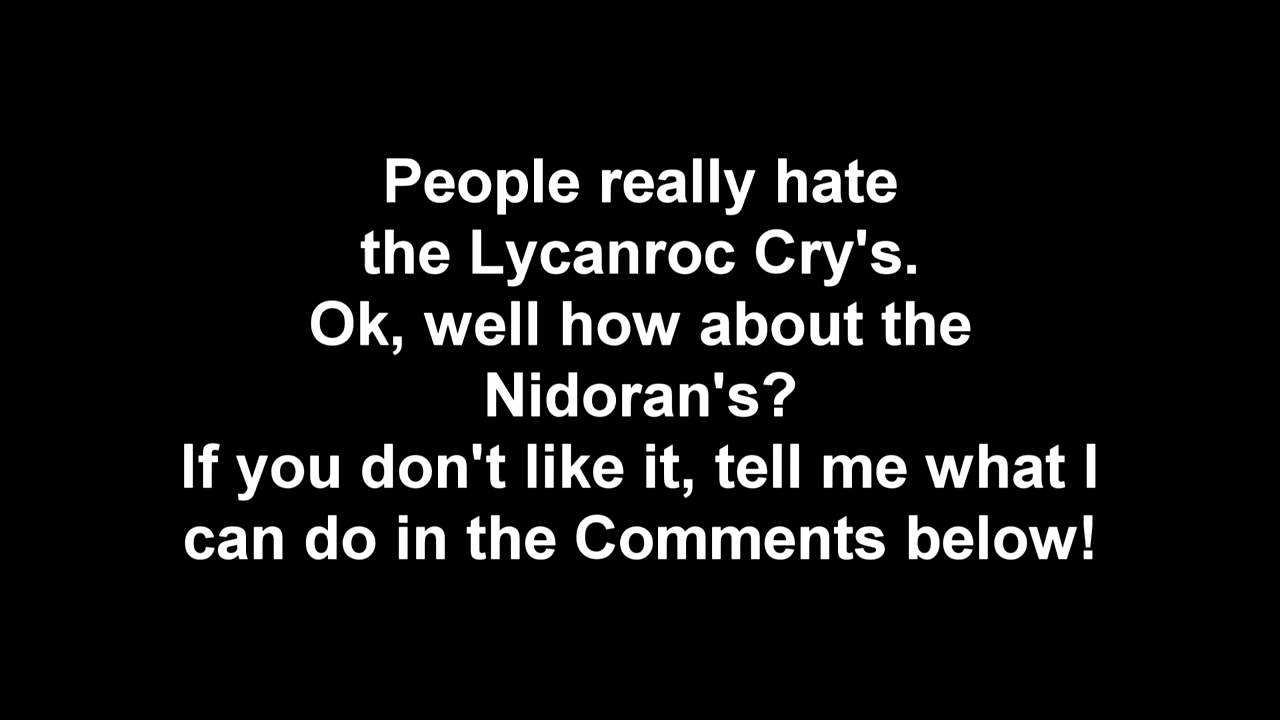 People really hate
the Lycanroc Cry's.
Ok, well how about the
Nidoran's?
If you don't like it, tell me what I
can do in the Comments below!